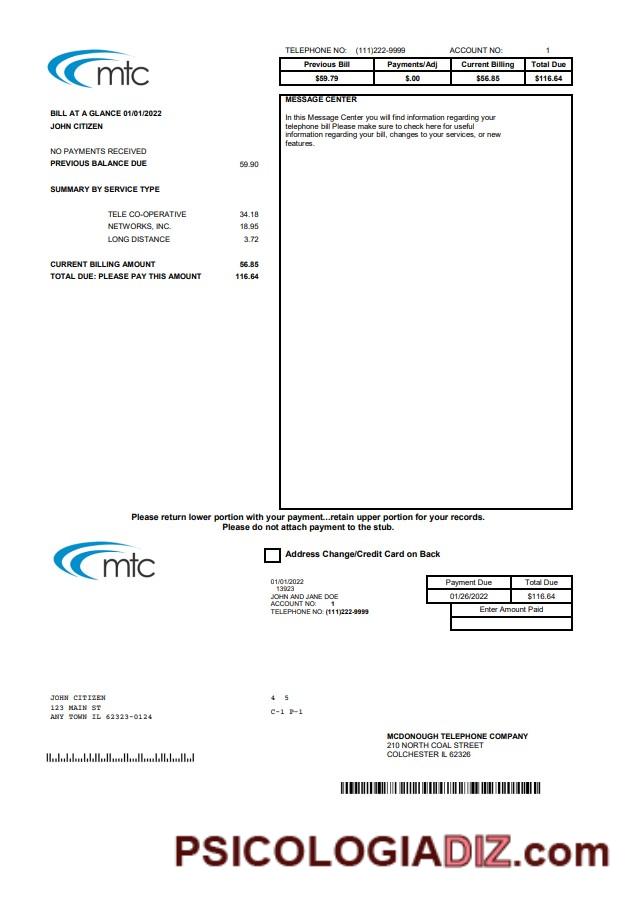 mtc
TELEPHONE NO: (111)222-9999 ACCOUNT NO: 1
Previous Bill Payments/Adj Current Billing Total Due
$59.79 $.00 $56.85 $116.64
BILL AT A GLANCE 01/01/2022
JOHN CITIZEN
NO PAYMENTS RECEIVED
PREVIOUS BALANCE DUE 59.90
SUMMARY BY SERVICE TYPE
TELE CO-OPERATIVE 34.18
NETWORKS, INC. 18.95
LONG DISTANCE 3.72
CURRENT BILLING AMOUNT 56.85
TOTAL DUE: PLEASE PAY THIS AMOUNT 116.64
MESSAGE CENTER
In this Message Center you will find information regarding your
telephone bill Please make sure to check here for useful
information regarding your bill, changes to your services, or new
features.
Please return lower portion with your payment...retain upper portion for your records.
Please do not attach payment to the stub.
mtc
Address Change/Credit Card on Back
01/01/2022
13923
JOHN AND JANE DOE
ACCOUNT NO: 1
TELEPHONE NO: (111)222-9999
Payment Due Total Due
01/26/2022 $116.64
Enter Amount Paid
JOHN CITIZEN
123 MAIN ST
ANY TOWN IL 62323-0124
4 5
C-1 P-1
MCDONOUGH TELEPHONE COMPANY
210 NORTH COAL STREET
COLCHESTER IL 62326
PSICOLOGIADIZ.com